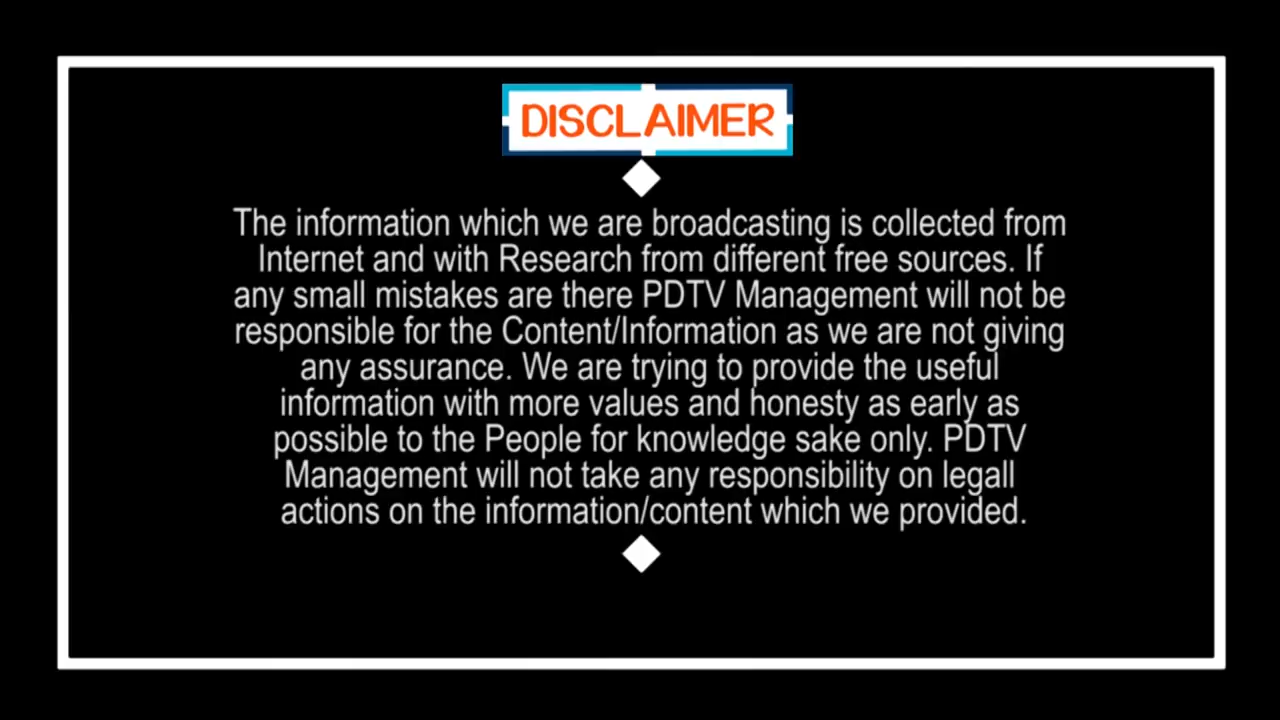 DISCLAIMER
The information which we are broadcasting is collected from
Internet and with Research from different free sources. If
any small mistakes are there PDTV Management will not be
responsible for the Content/Information as we are not giving
any assurance. We are trying to provide the useful
information with more values and honesty as early as
possible to the People for knowledge sake only. PDTV
Management will not take any responsibility on legall
actions on the information/content which we provided.